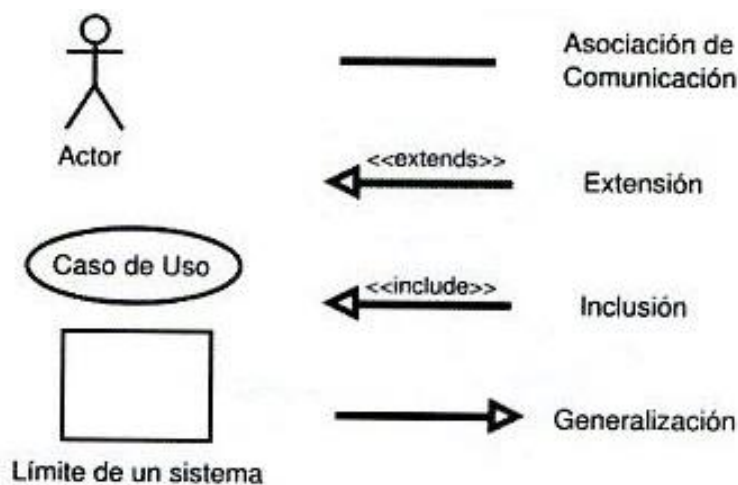 Actor
Asociación de
Comunicación
<<extends>>
Extensión
Caso de Uso
<<include>>
Inclusión
Generalización
Límite de un sistema